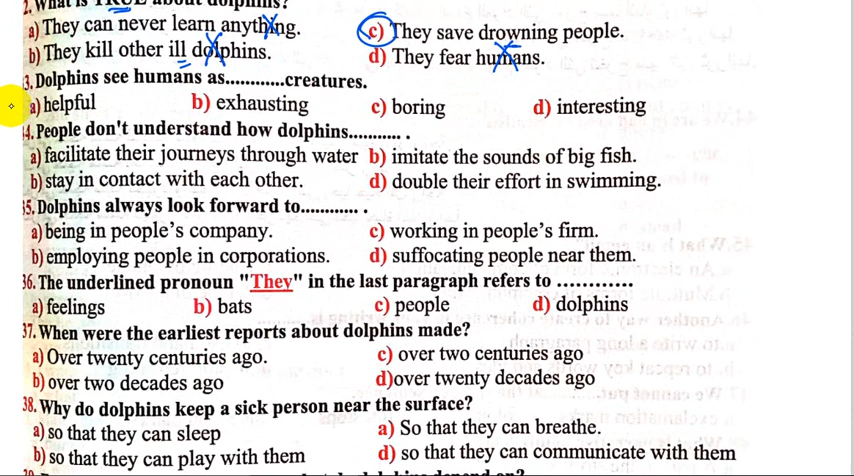 2. What is TRUE about dolphins?
a) They can never learn anything. c) They save drowning people.
b) They kill other ill dolphins. d) They fear humans.
3. Dolphins see humans as............creatures.
a) helpful b) exhausting c) boring d) interesting
4. People don't understand how dolphins........... .
a) facilitate their journeys through water b) imitate the sounds of big fish.
b) stay in contact with each other. d) double their effort in swimming.
35. Dolphins always look forward to............ .
a) being in people's company. c) working in people's firm.
b) employing people in corporations. d) suffocating people near them.
36. The underlined pronoun "They" in the last paragraph refers to ............
a) feelings b) bats c) people d) dolphins
37. When were the earliest reports about dolphins made?
a) Over twenty centuries ago. c) over two centuries ago
b) over two decades ago d)over twenty decades ago
38. Why do dolphins keep a sick person near the surface?
a) so that they can sleep a) So that they can breathe.
b) so that they can play with them d) so that they can communicate with them